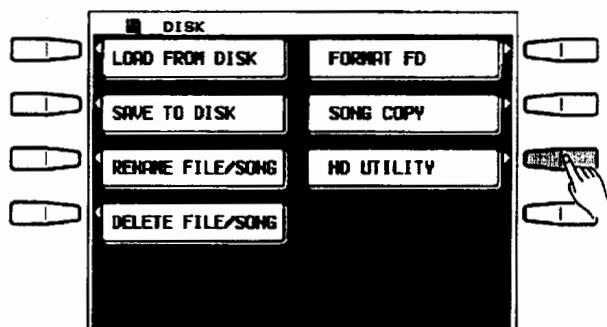 DISK
LOAD FROM DISK
FORMAT FD
SAVE TO DISK
SONG COPY
RENAME FILE/SONG
HD UTILITY
DELETE FILE/SONG